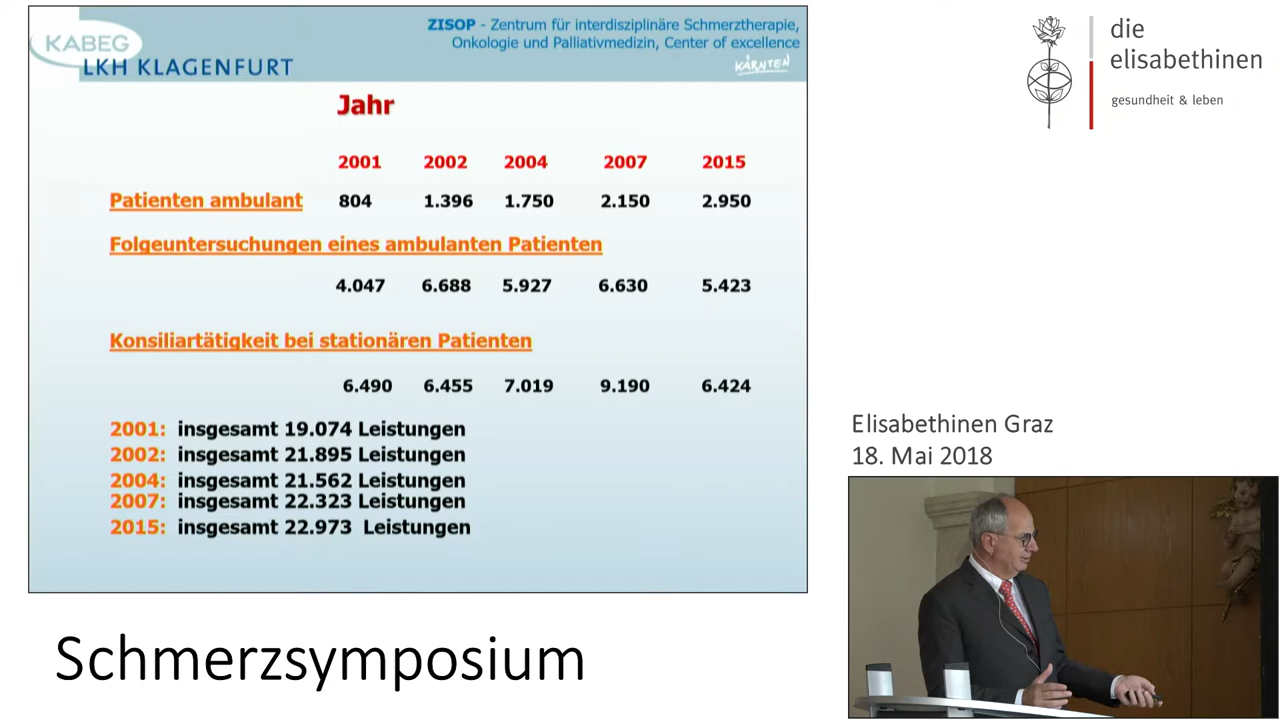 KABEG
LKH KLAGENFURT
ZISOP - Zentrum für interdisziplinäre Schmerztherapie,
Onkologie und Palliativmedizin, Center of excellence
KÄRNTEN
Jahr
2001 2002 2004 2007 2015
Patienten ambulant 804 1.396 1.750 2.150 2.950
Folgeuntersuchungen eines ambulanten Patienten
4.047 6.688 5.927 6.630 5.423
Konsiliartätigkeit bei stationären Patienten
6.490 6.455 7.019 9.190 6.424
2001: insgesamt 19.074 Leistungen
2002: insgesamt 21.895 Leistungen
2004: insgesamt 21.562 Leistungen
2007: insgesamt 22.323 Leistungen
2015: insgesamt 22.973 Leistungen
die
elisabethinen
gesundheit & leben
Elisabethinen Graz
18. Mai 2018
Schmerzsymposium